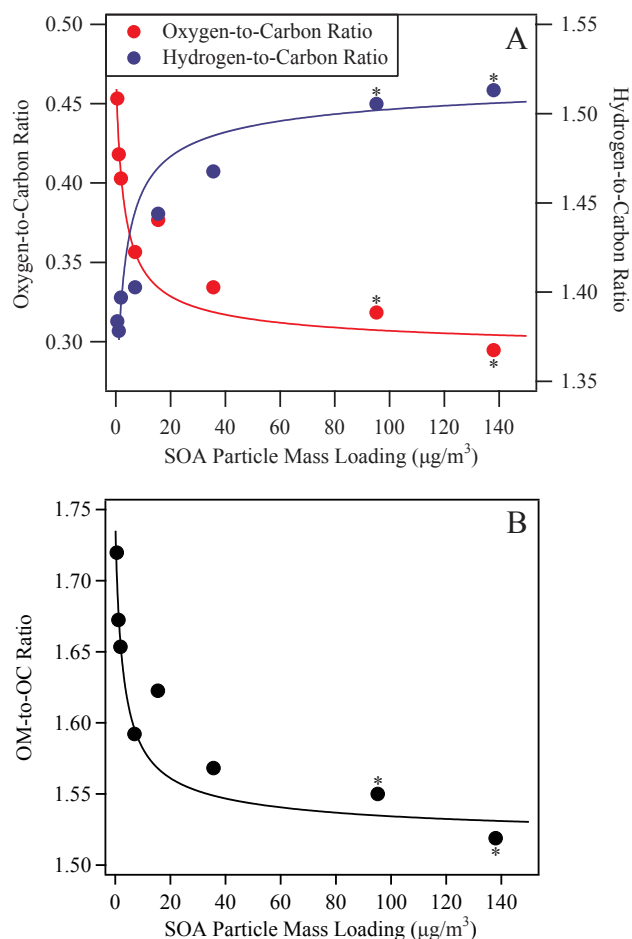 0.50
0.45
0.40
0.35
0.30
Oxygen-to-Carbon Ratio
Oxygen-to-Carbon Ratio
Hydrogen-to-Carbon Ratio
A
*
*
*
*
1.55
1.50
1.45
1.40
1.35
Hydrogen-to-Carbon Ratio
0 20 40 60 80 100 120 140
SOA Particle Mass Loading (μg/m³)
1.75
1.70
1.65
1.60
1.55
1.50
OM-to-OC Ratio
B
*
*
0 20 40 60 80 100 120 140
SOA Particle Mass Loading (μg/m³)